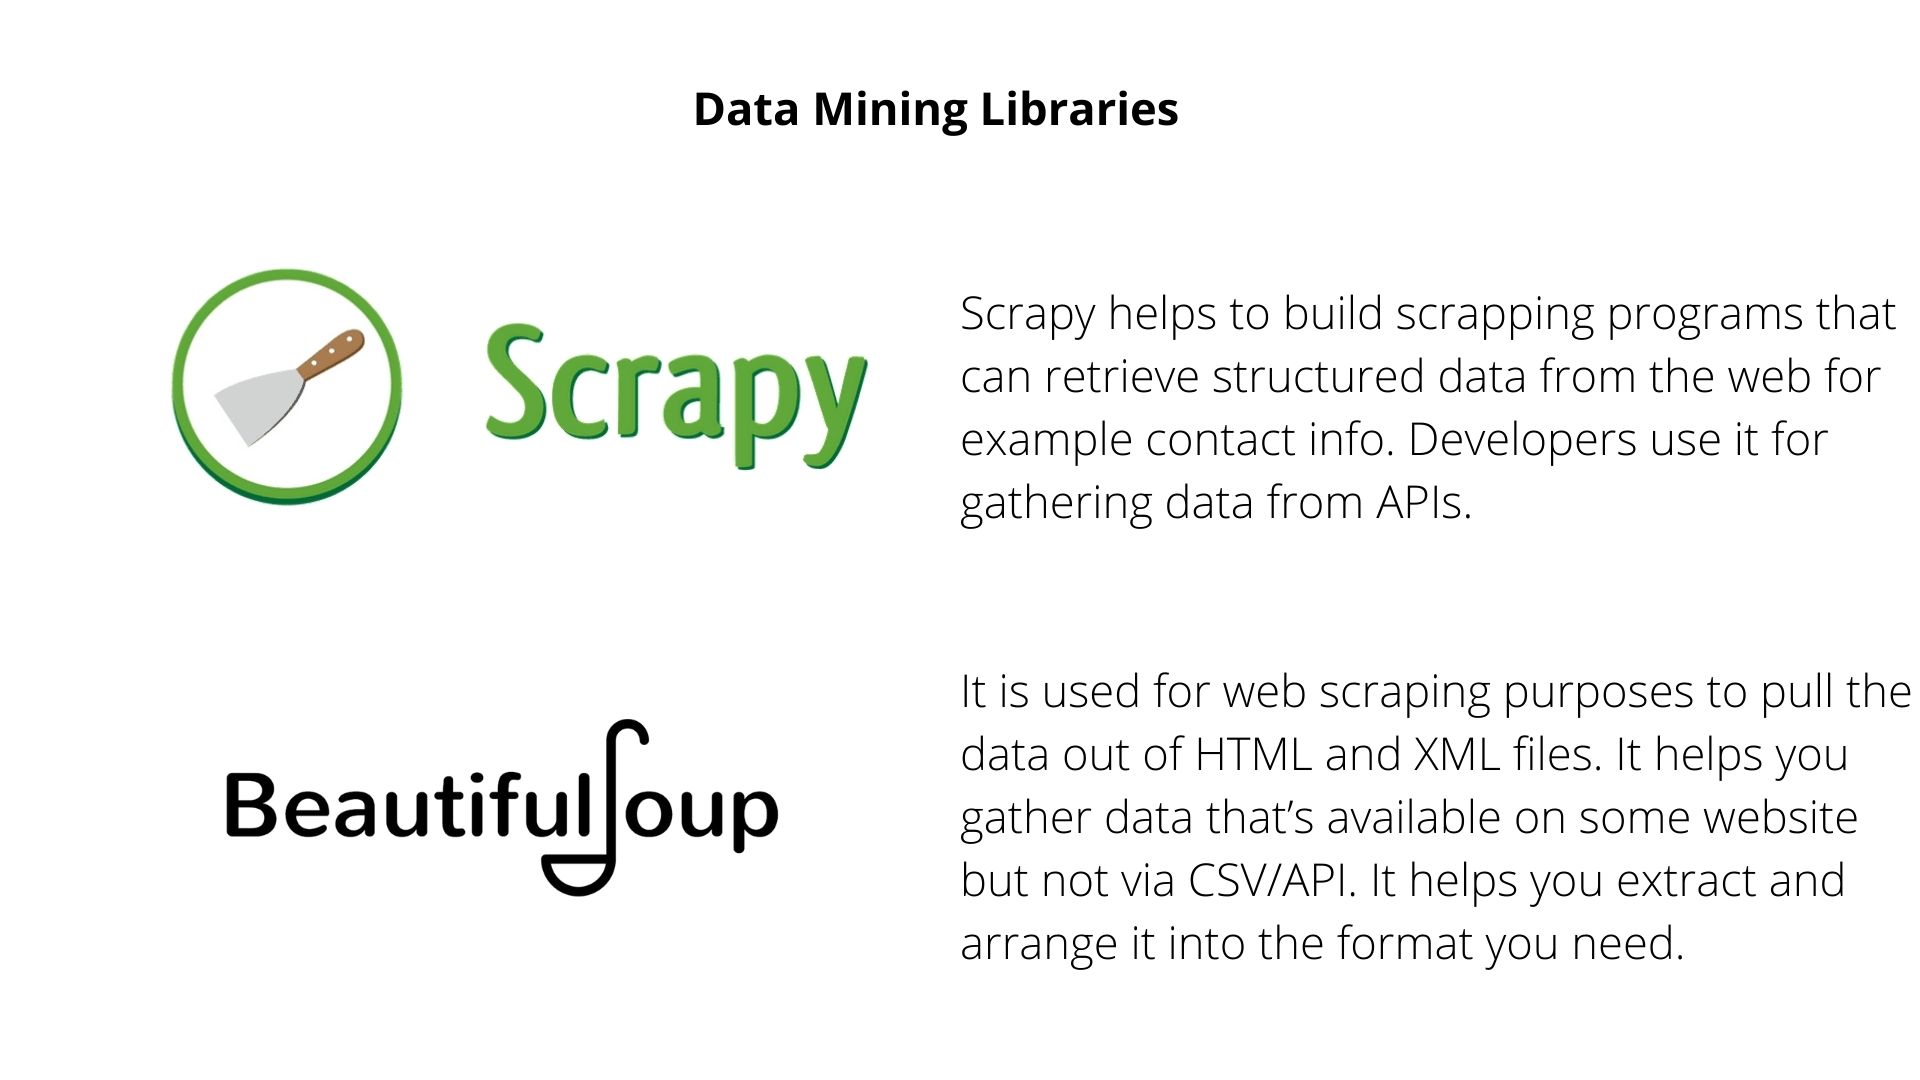 Data Mining Libraries
Scrapy
Scrapy helps to build scrapping programs that
can retrieve structured data from the web for
example contact info. Developers use it for
gathering data from APIs.
BeautifulSoup
It is used for web scraping purposes to pull the
data out of HTML and XML files. It helps you
gather data that’s available on some website
but not via CSV/API. It helps you extract and
arrange it into the format you need.